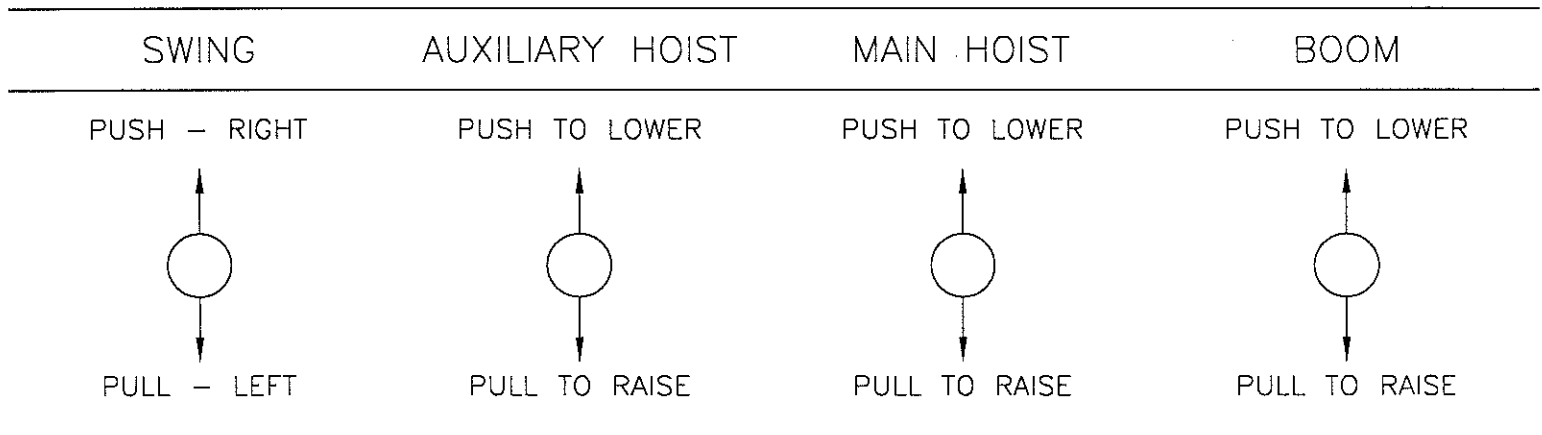 SWING AUXILIARY HOIST MAIN HOIST BOOM
PUSH – RIGHT PUSH TO LOWER PUSH TO LOWER PUSH TO LOWER
PULL – LEFT PULL TO RAISE PULL TO RAISE PULL TO RAISE